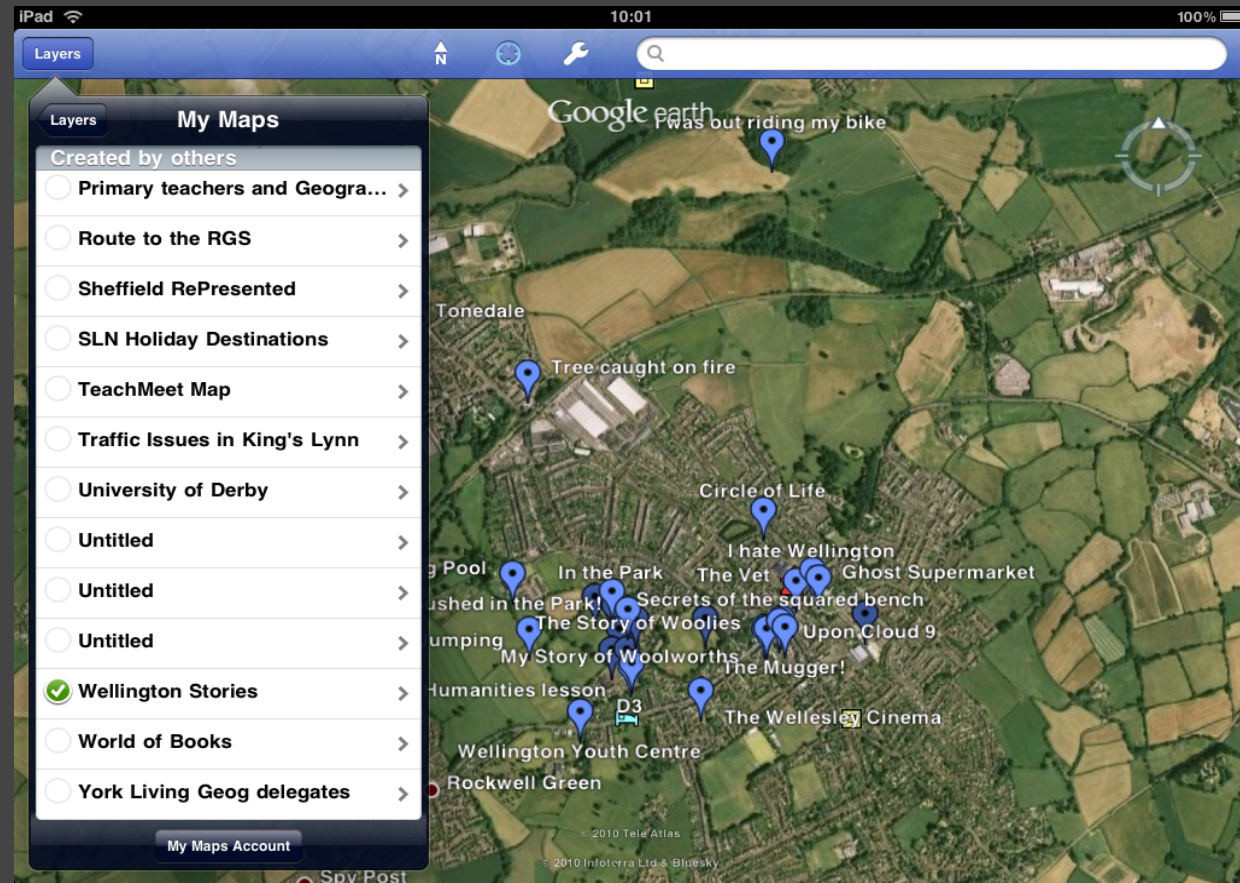 iPad
10:01
100%
Layers
N
Layers
My Maps
Created by others
Primary teachers and Geogra...
Route to the RGS
Sheffield RePresented
SLN Holiday Destinations
TeachMeet Map
Traffic Issues in King's Lynn
University of Derby
Untitled
Untitled
Untitled
Wellington Stories
World of Books
York Living Geog delegates
My Maps Account
Google earth
I was out riding my bike
Tonedale
Tree caught on fire
Circle of Life
I hate Wellington
g Pool
In the Park
The Vet
Ghost Supermarket
ushed in the Park!
Secrets of the squared bench
The Story of Woolies
Upon Cloud 9
umping
My Story of Woolworths
The Mugger!
Humanities lesson
D3
The Wellesley Cinema
Wellington Youth Centre
Rockwell Green
© 2010 Tele Atlas
© 2010 Infoterra Ltd & Bluesky
Spy Post